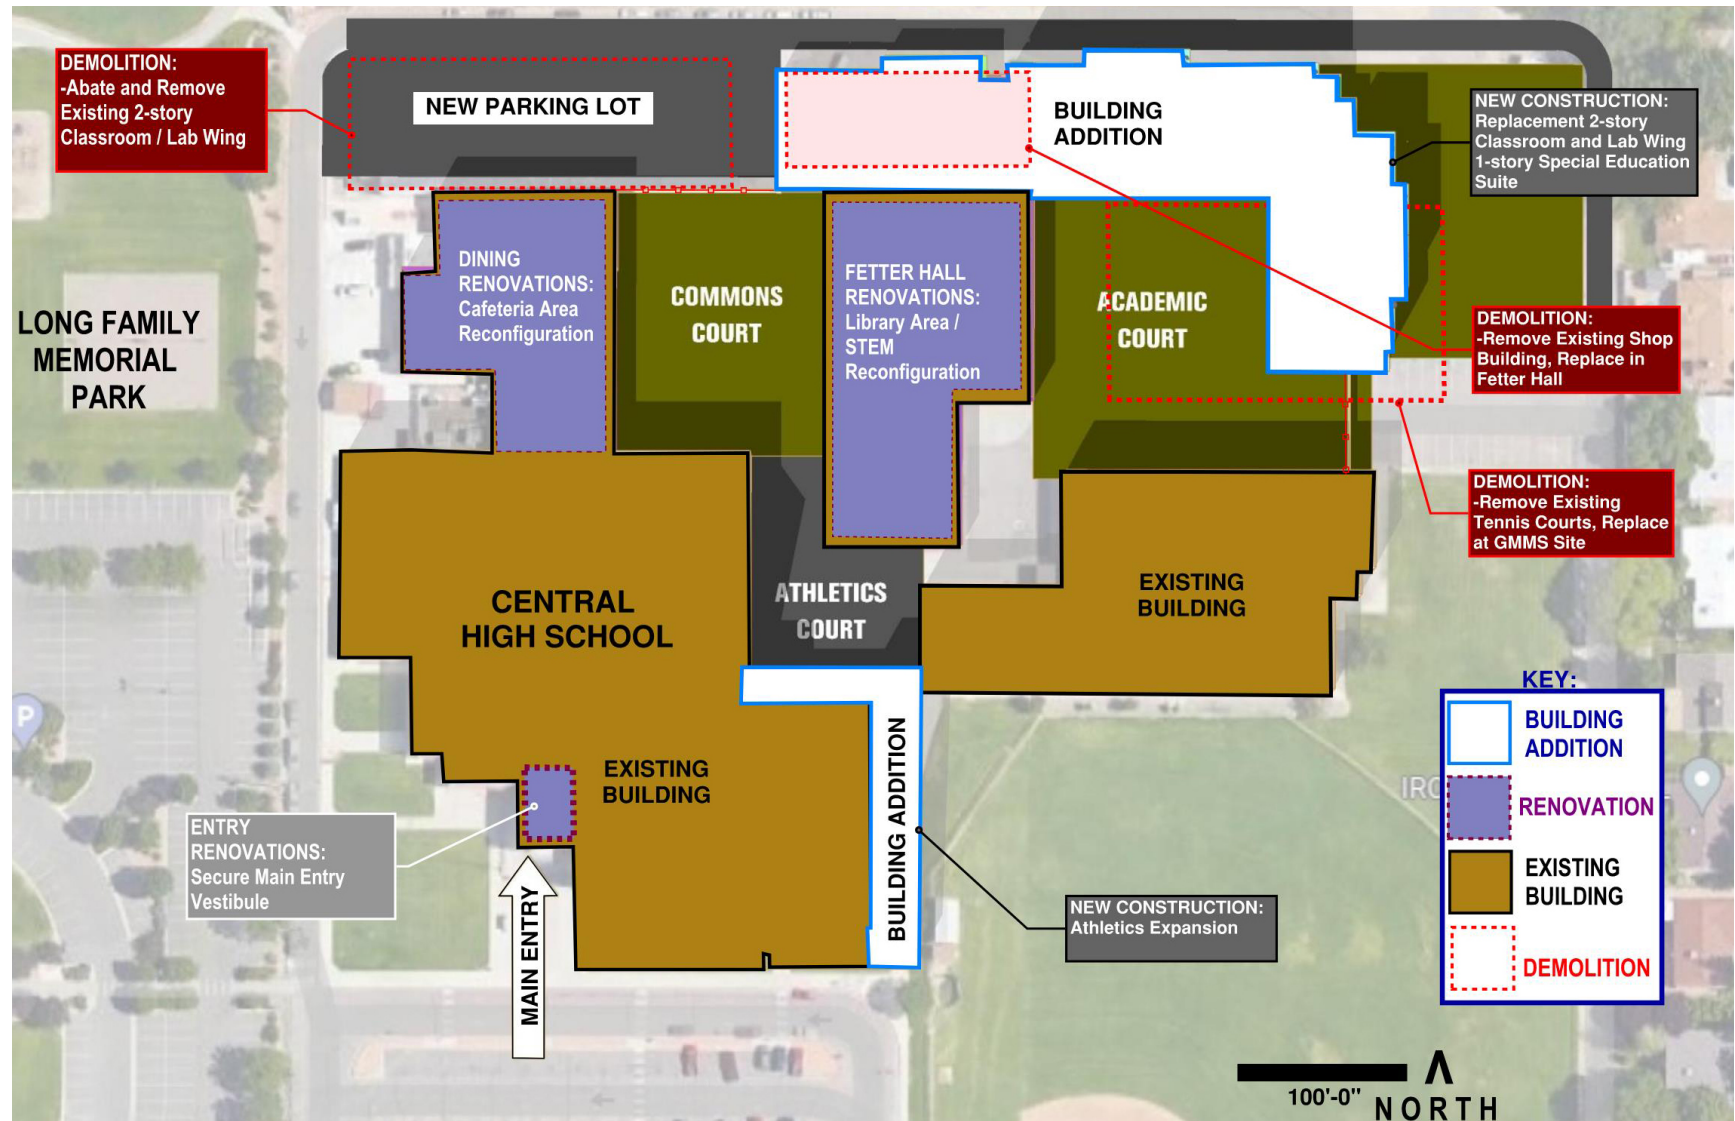 DEMOLITION:
-Abate and Remove
Existing 2-story
Classroom / Lab Wing
NEW PARKING LOT
BUILDING
ADDITION
NEW CONSTRUCTION:
Replacement 2-story
Classroom and Lab Wing
1-story Special Education
Suite
DINING
RENOVATIONS:
Cafeteria Area
Reconfiguration
COMMONS
COURT
FETTER HALL
RENOVATIONS:
Library Area /
STEM
Reconfiguration
ACADEMIC
COURT
LONG FAMILY
MEMORIAL
PARK
DEMOLITION:
-Remove Existing Shop
Building, Replace in
Fetter Hall
DEMOLITION:
-Remove Existing
Tennis Courts, Replace
at GMMS Site
CENTRAL
HIGH SCHOOL
ATHLETICS
COURT
EXISTING
BUILDING
P
EXISTING
BUILDING
BUILDING ADDITION
ENTRY
RENOVATIONS:
Secure Main Entry
Vestibule
MAIN ENTRY
NEW CONSTRUCTION:
Athletics Expansion
KEY:
BUILDING
ADDITION
RENOVATION
EXISTING
BUILDING
DEMOLITION
100'-0"
NORTH